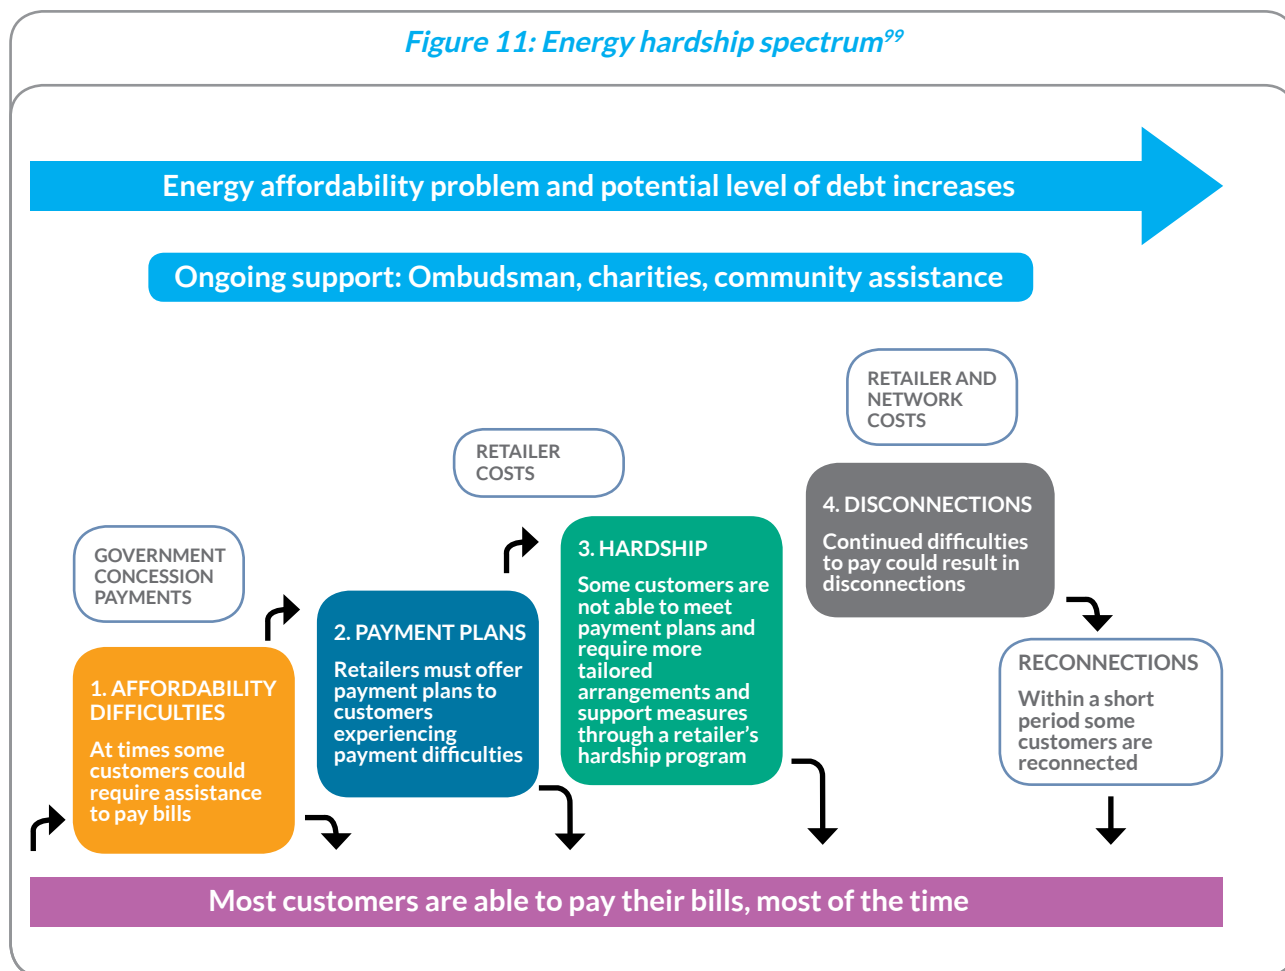 Figure 11: Energy hardship spectrum99
Energy affordability problem and potential level of debt increases
Ongoing support: Ombudsman, charities, community assistance
GOVERNMENT
CONCESSION
PAYMENTS
1. AFFORDABILITY
DIFFICULTIES
At times some
customers could
require assistance
to pay bills
2. PAYMENT PLANS
Retailers must offer
payment plans to
customers
experiencing
payment difficulties
RETAILER
COSTS
3. HARDSHIP
Some customers are
not able to meet
payment plans and
require more
tailored
arrangements and
support measures
through a retailer’s
hardship program
RETAILER AND
NETWORK
COSTS
4. DISCONNECTIONS
Continued difficulties
to pay could result in
disconnections
RECONNECTIONS
Within a short
period some
customers are
reconnected
Most customers are able to pay their bills, most of the time